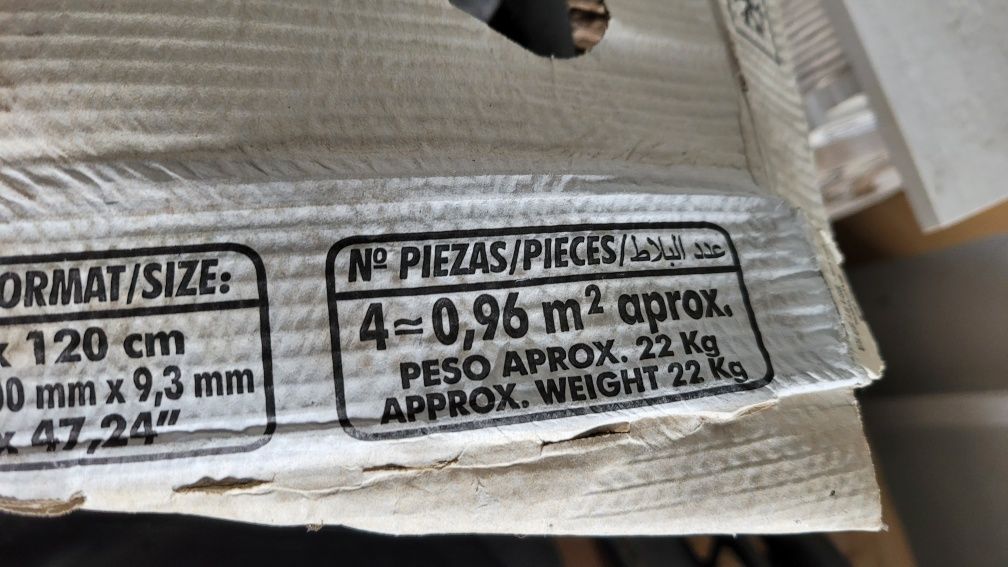 ORMAT/SIZE:
x 120 cm
00 mm x 9,3 mm
x 47,24"
Nº PIEZAS/PIECES/عدد البلاط
4≃0,96 m² aprox.
PESO APROX. 22 Kg
APPROX. WEIGHT 22 Kg